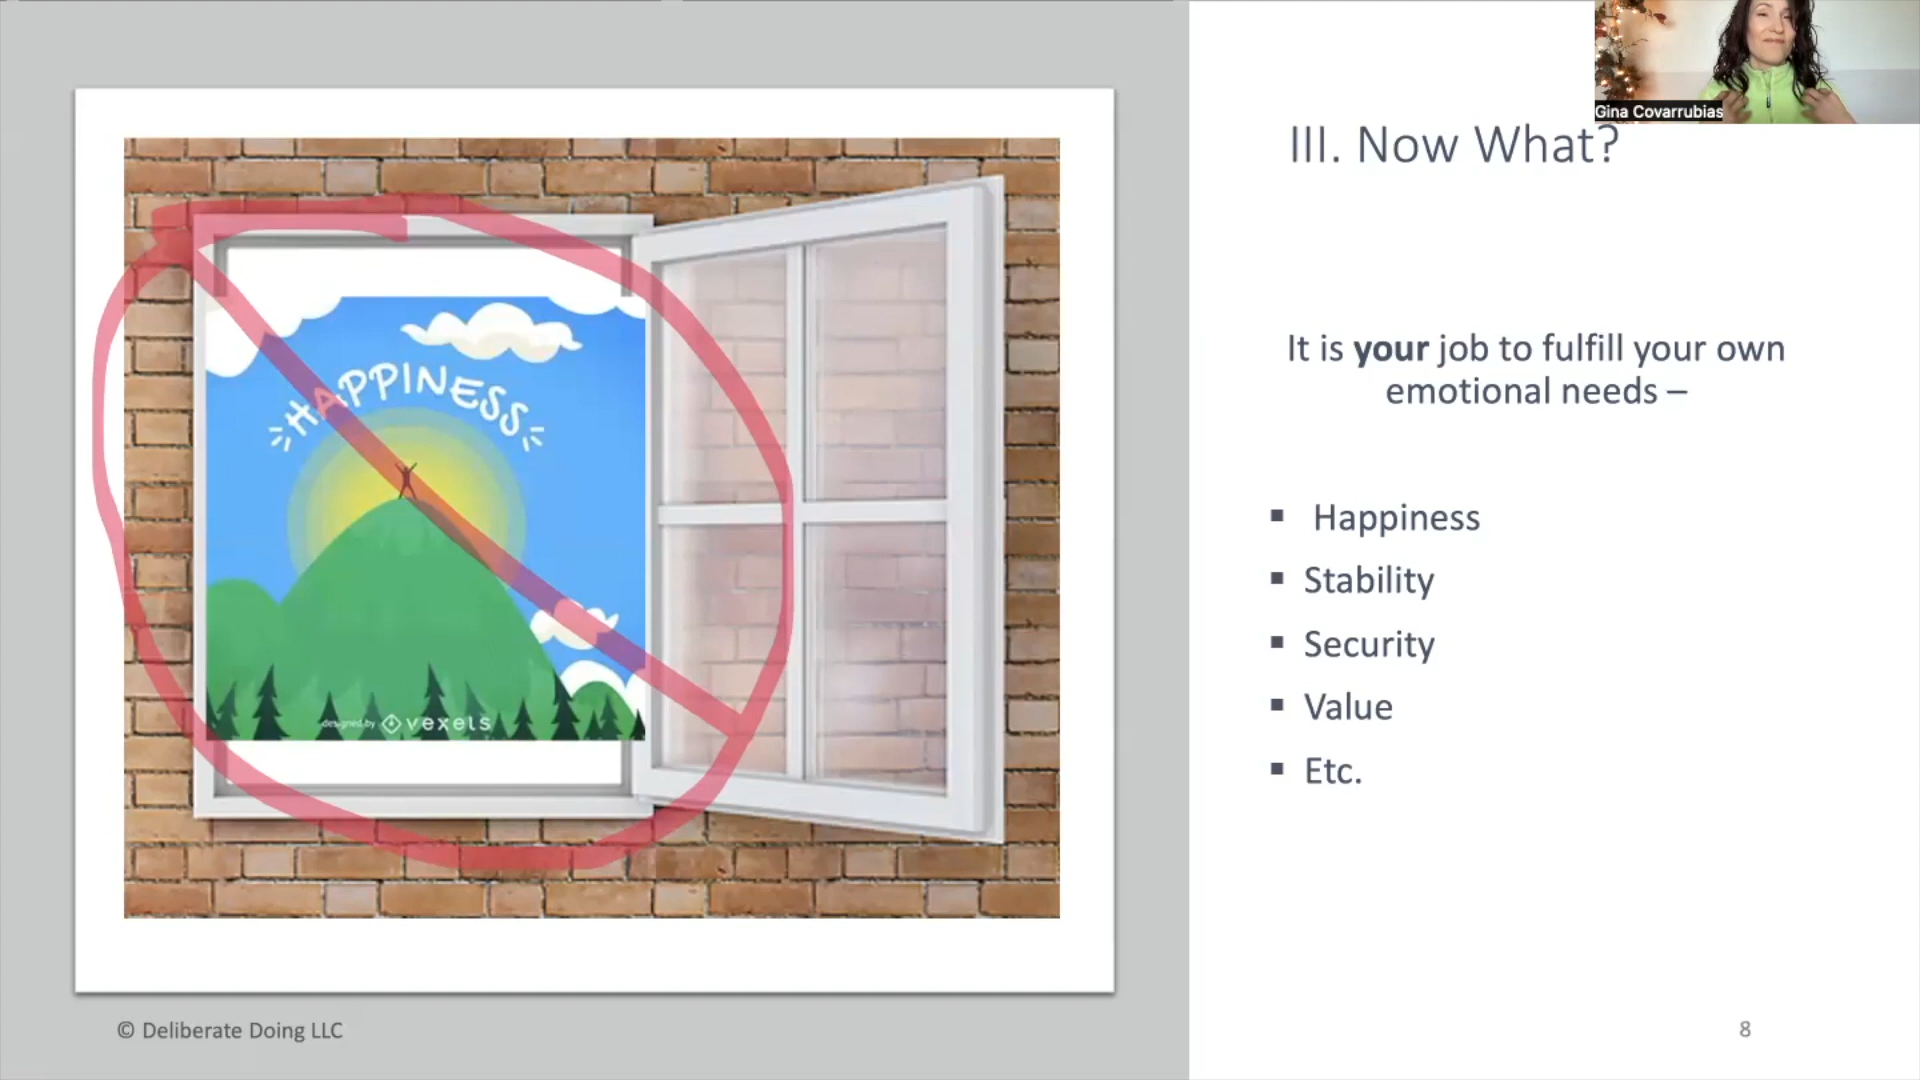 Gina Covarrubias
III. Now What?
HAPPINESS
designed by vexels
It is your job to fulfill your own
emotional needs –
▪ Happiness
▪ Stability
▪ Security
▪ Value
▪ Etc.
© Deliberate Doing LLC
8